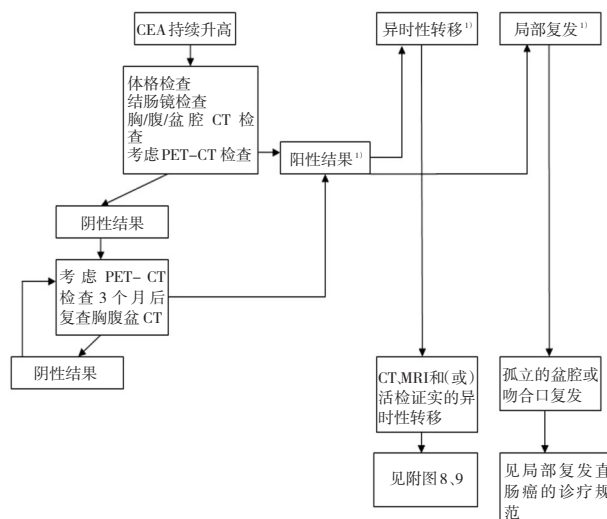 CEA持续升高
异时性转移1)
局部复发1)
体格检查
结肠镜检查
胸/腹/盆腔 CT 检
查
考虑PET-CT检查
阳性结果1)
阴性结果
考虑 PET-CT
检查3个月后
复查胸腹盆CT
阴性结果
CT、MRI和(或)
活检证实的异
时性转移
孤立的盆腔或
吻合口复发
见附图8、9
见局部复发直
肠癌的诊疗规
范